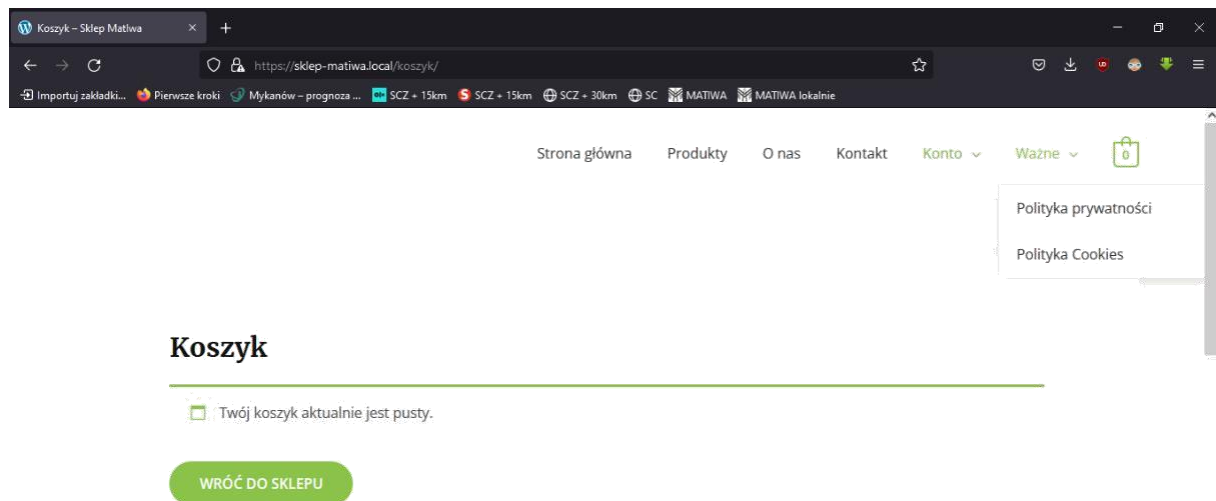 Koszyk – Sklep Matiwa
https://sklep-matiwa.local/koszyk/
Importuj zakładki... Pierwsze kroki Mykanów – prognoza ... SCZ + 15km SCZ + 15km SCZ + 30km SC MATIWA MATIWA lokalnie
Strona główna Produkty O nas Kontakt Konto Ważne 0
Polityka prywatności
Polityka Cookies
Koszyk
Twój koszyk aktualnie jest pusty.
WRÓĆ DO SKLEPU